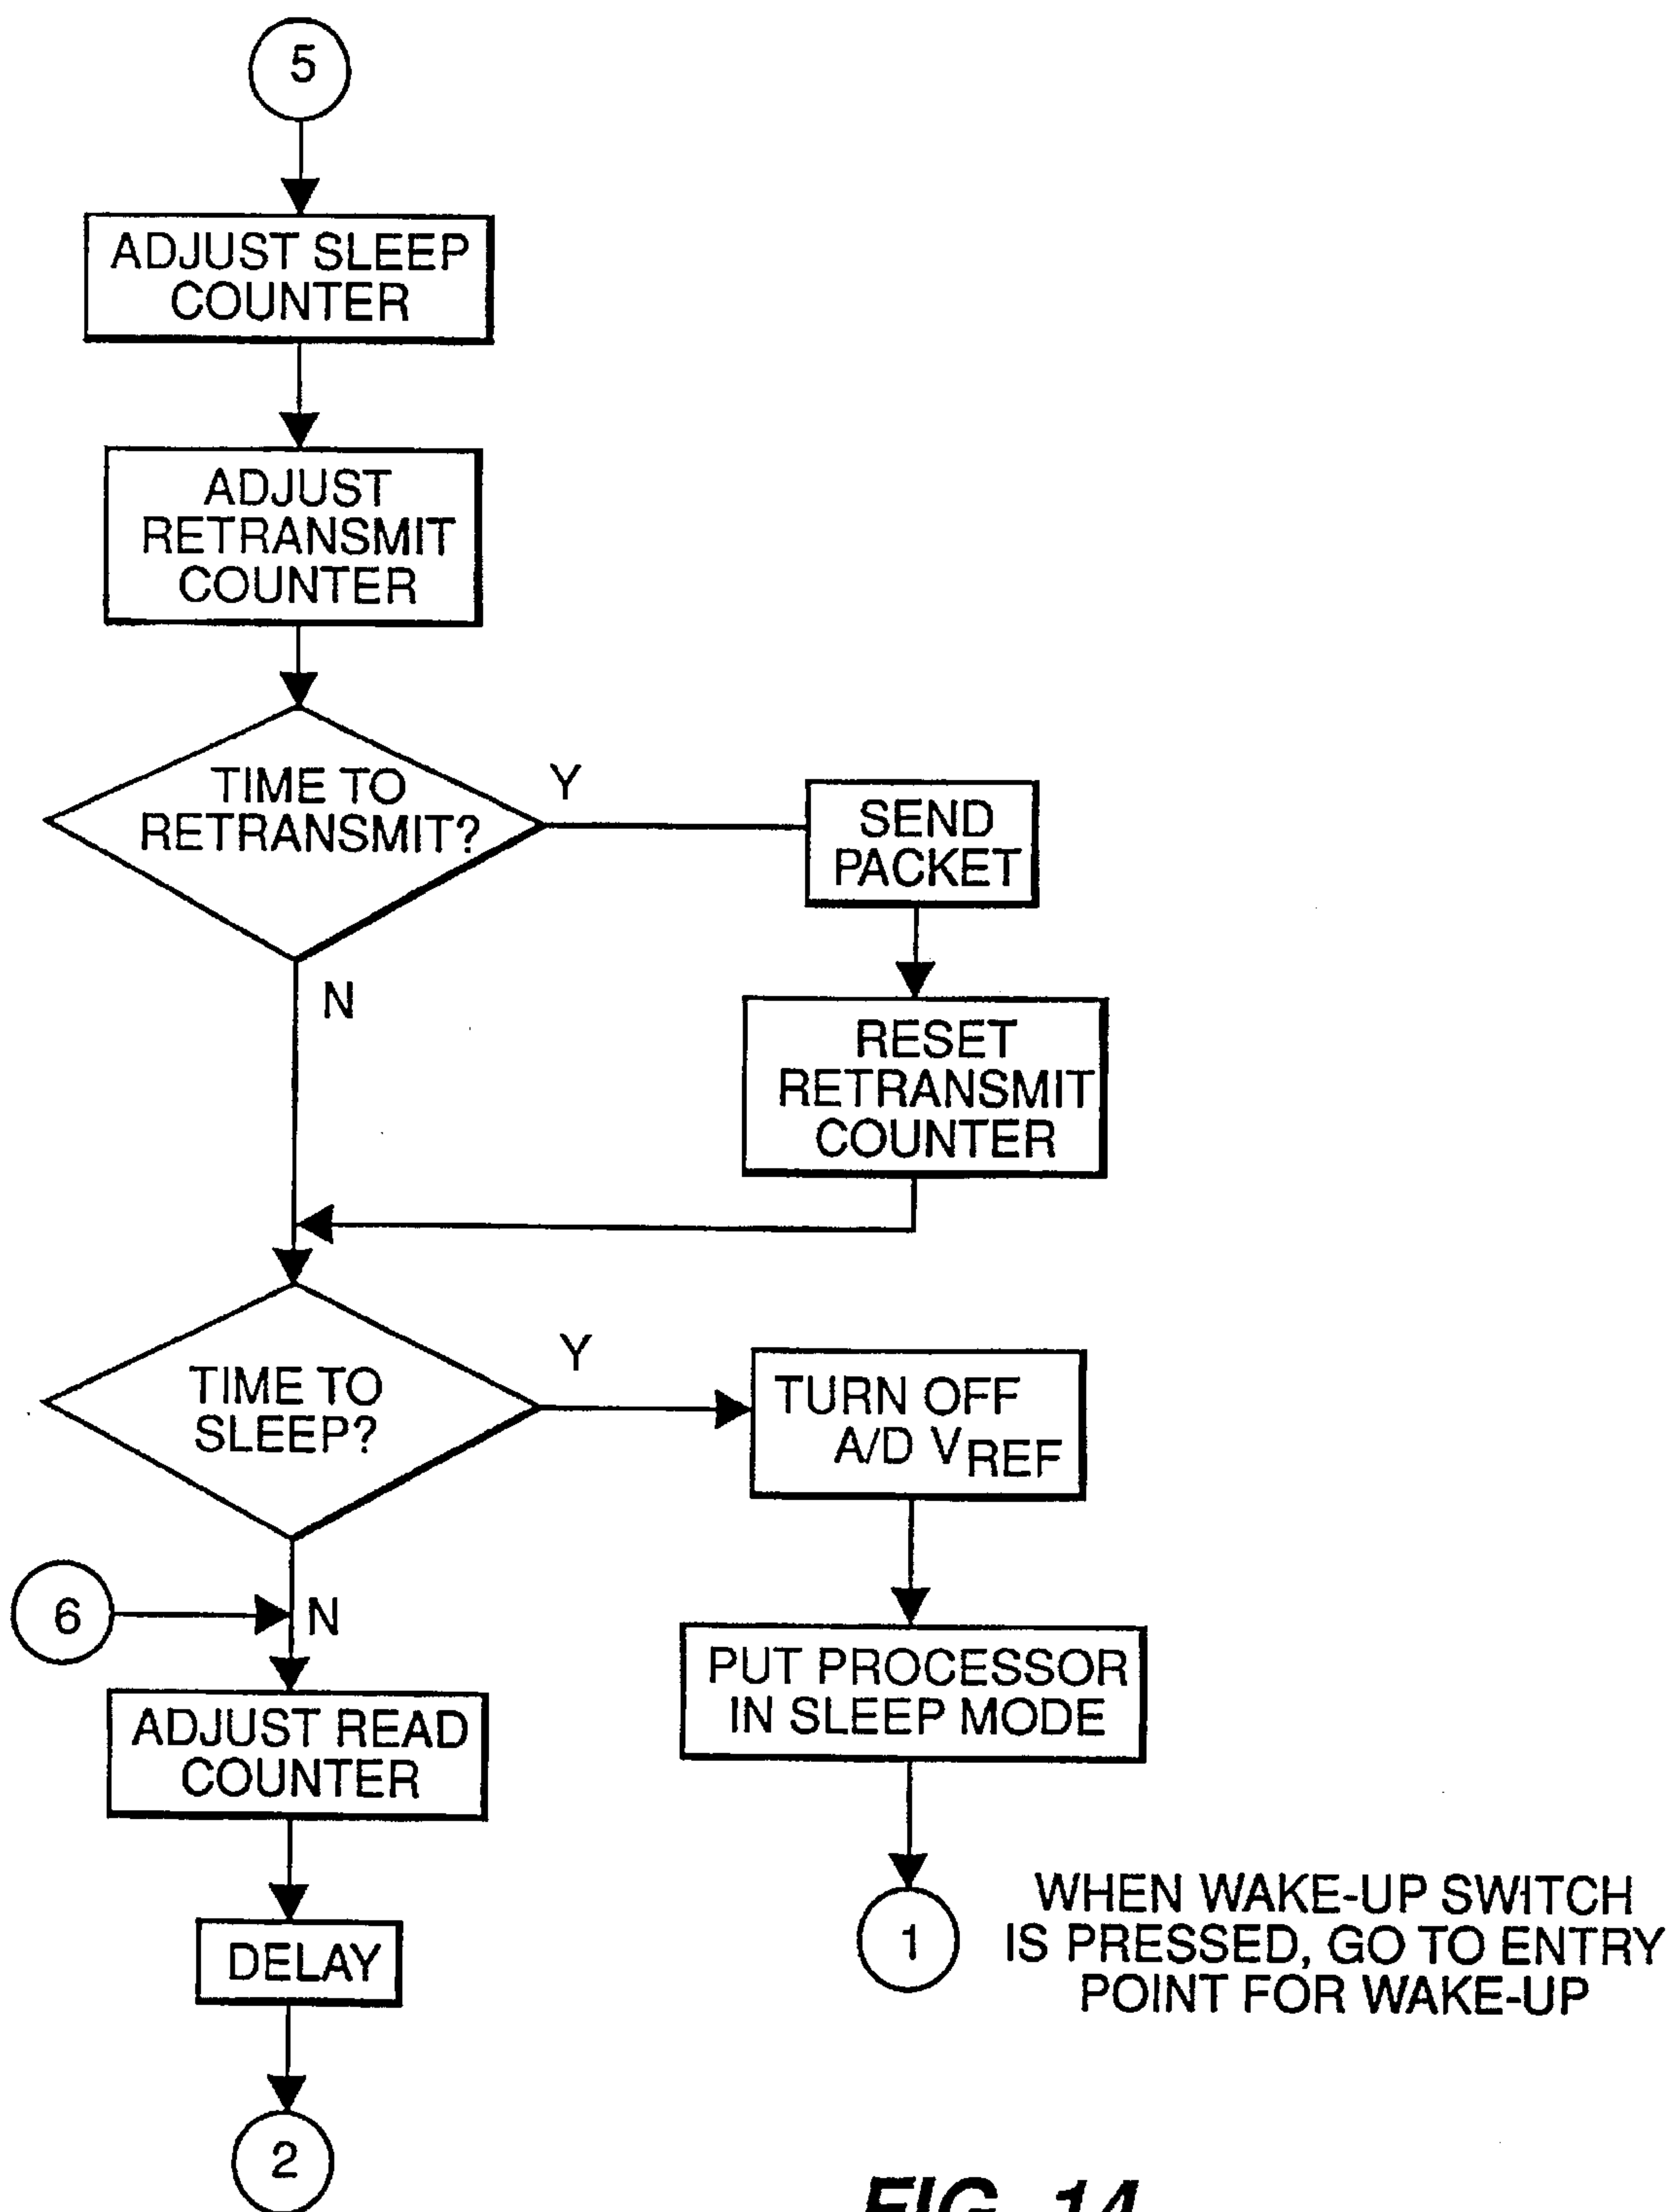 5
ADJUST SLEEP
COUNTER
ADJUST
RETRANSMIT
COUNTER
TIME TO
RETRANSMIT?
Y
SEND
PACKET
N
RESET
RETRANSMIT
COUNTER
TIME TO
SLEEP?
Y
TURN OFF
A/D VREF
6
N
PUT PROCESSOR
IN SLEEP MODE
ADJUST READ
COUNTER
DELAY
1
WHEN WAKE-UP SWITCH
IS PRESSED, GO TO ENTRY
POINT FOR WAKE-UP
2
FIG. 14